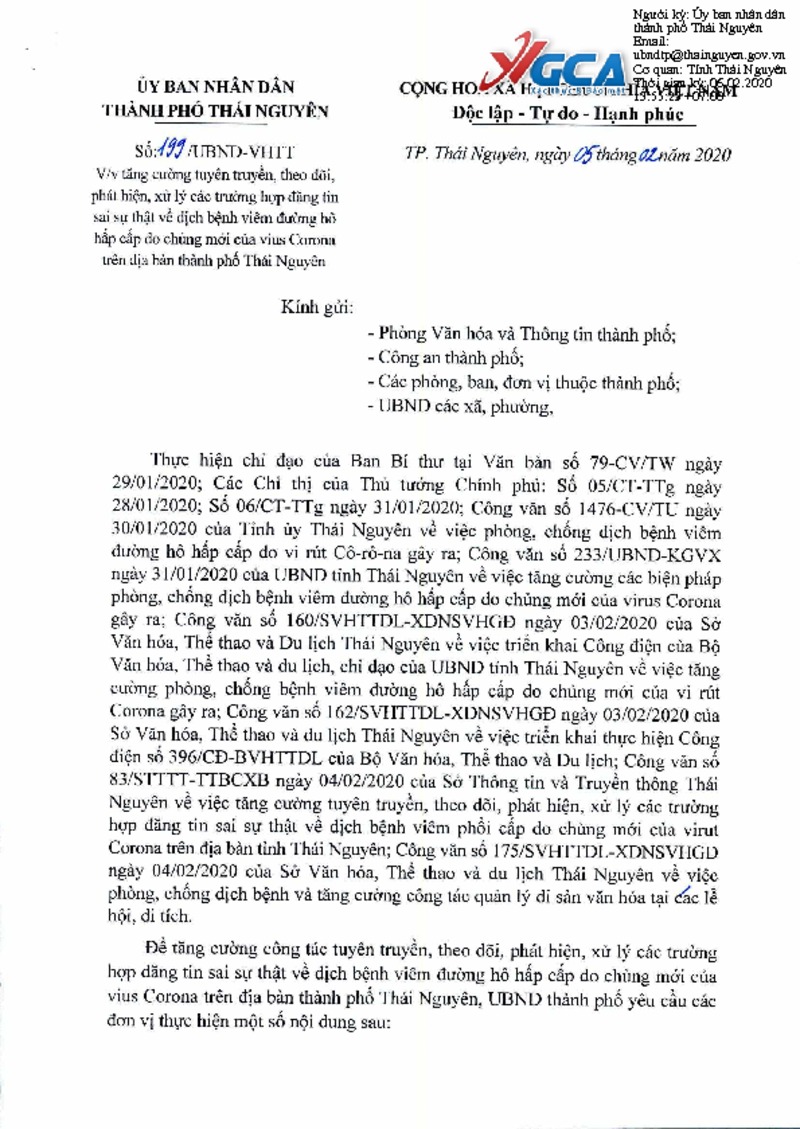 Người ký: Ủy ban nhân dân
thành phố Thái Nguyên
Email:
ubndtp@thainguyen.gov.vn
Cơ quan: Tỉnh Thái Nguyên
Thời gian ký: 05.02.2020
15:55:25 +07:00
YGCA
ỦY BAN NHÂN DÂN
THÀNH PHỐ THÁI NGUYÊN
CỘNG HOÀ XÃ HỘI CHỦ NGHĨA VIỆT NAM
Độc lập - Tự do - Hạnh phúc
Số:199/UBND-VHTT
TP. Thái Nguyên, ngày 05 tháng 02 năm 2020
V/v tăng cường tuyên truyền, theo dõi,
phát hiện, xử lý các trường hợp đăng tin
sai sự thật về dịch bệnh viêm đường hô
hấp cấp do chủng mới của vius Corona
trên địa bàn thành phố Thái Nguyên
Kính gửi:
- Phòng Văn hóa và Thông tin thành phố;
- Công an thành phố;
- Các phòng, ban, đơn vị thuộc thành phố;
- UBND các xã, phường,
Thực hiện chỉ đạo của Ban Bí thư tại Văn bản số 79-CV/TW ngày
29/01/2020; Các Chỉ thị của Thủ tướng Chính phủ: Số 05/CT-TTg ngày
28/01/2020; Số 06/CT-TTg ngày 31/01/2020; Công văn số 1476-CV/TU ngày
30/01/2020 của Tỉnh ủy Thái Nguyên về việc phòng, chống dịch bệnh viêm
đường hô hấp cấp do vi rút Cô-rô-na gây ra; Công văn số 233/UBND-KGVX
ngày 31/01/2020 của UBND tỉnh Thái Nguyên về việc tăng cường các biện pháp
phòng, chống dịch bệnh viêm đường hô hấp cấp do chủng mới của virus Corona
gây ra; Công văn số 160/SVHTTDL-XDNSVHGĐ ngày 03/02/2020 của Sở
Văn hóa, Thể thao và Du lịch Thái Nguyên về việc triển khai Công điện của Bộ
Văn hóa, Thể thao và du lịch, chỉ đạo của UBND tỉnh Thái Nguyên về việc tăng
cường phòng, chống bệnh viêm đường hô hấp cấp do chủng mới của vi rút
Corona gây ra; Công văn số 162/SVHTTDL-XDNSVHGĐ ngày 03/02/2020 của
Sở Văn hóa, Thể thao và du lịch Thái Nguyên về việc triển khai thực hiện Công
điện số 396/CĐ-BVHTTDL của Bộ Văn hóa, Thể thao và Du lịch; Công văn số
83/STTTT-TTBCXB ngày 04/02/2020 của Sở Thông tin và Truyền thông Thái
Nguyên về việc tăng cường tuyên truyền, theo dõi, phát hiện, xử lý các trường
hợp đăng tin sai sự thật về dịch bệnh viêm phổi cấp do chủng mới của virut
Corona trên địa bàn tỉnh Thái Nguyên; Công văn số 175/SVHTTDL-XDNSVHGD
ngày 04/02/2020 của Sở Văn hóa, Thể thao và du lịch Thái Nguyên về việc
phòng, chống dịch bệnh và tăng cường công tác quản lý di sản văn hóa tại các lễ
hội, di tích.
Để tăng cường công tác tuyên truyền, theo dõi, phát hiện, xử lý các trường
hợp đăng tin sai sự thật về dịch bệnh viêm đường hô hấp cấp do chủng mới của
vius Corona trên địa bàn thành phố Thái Nguyên, UBND thành phố yêu cầu các
đơn vị thực hiện một số nội dung sau: